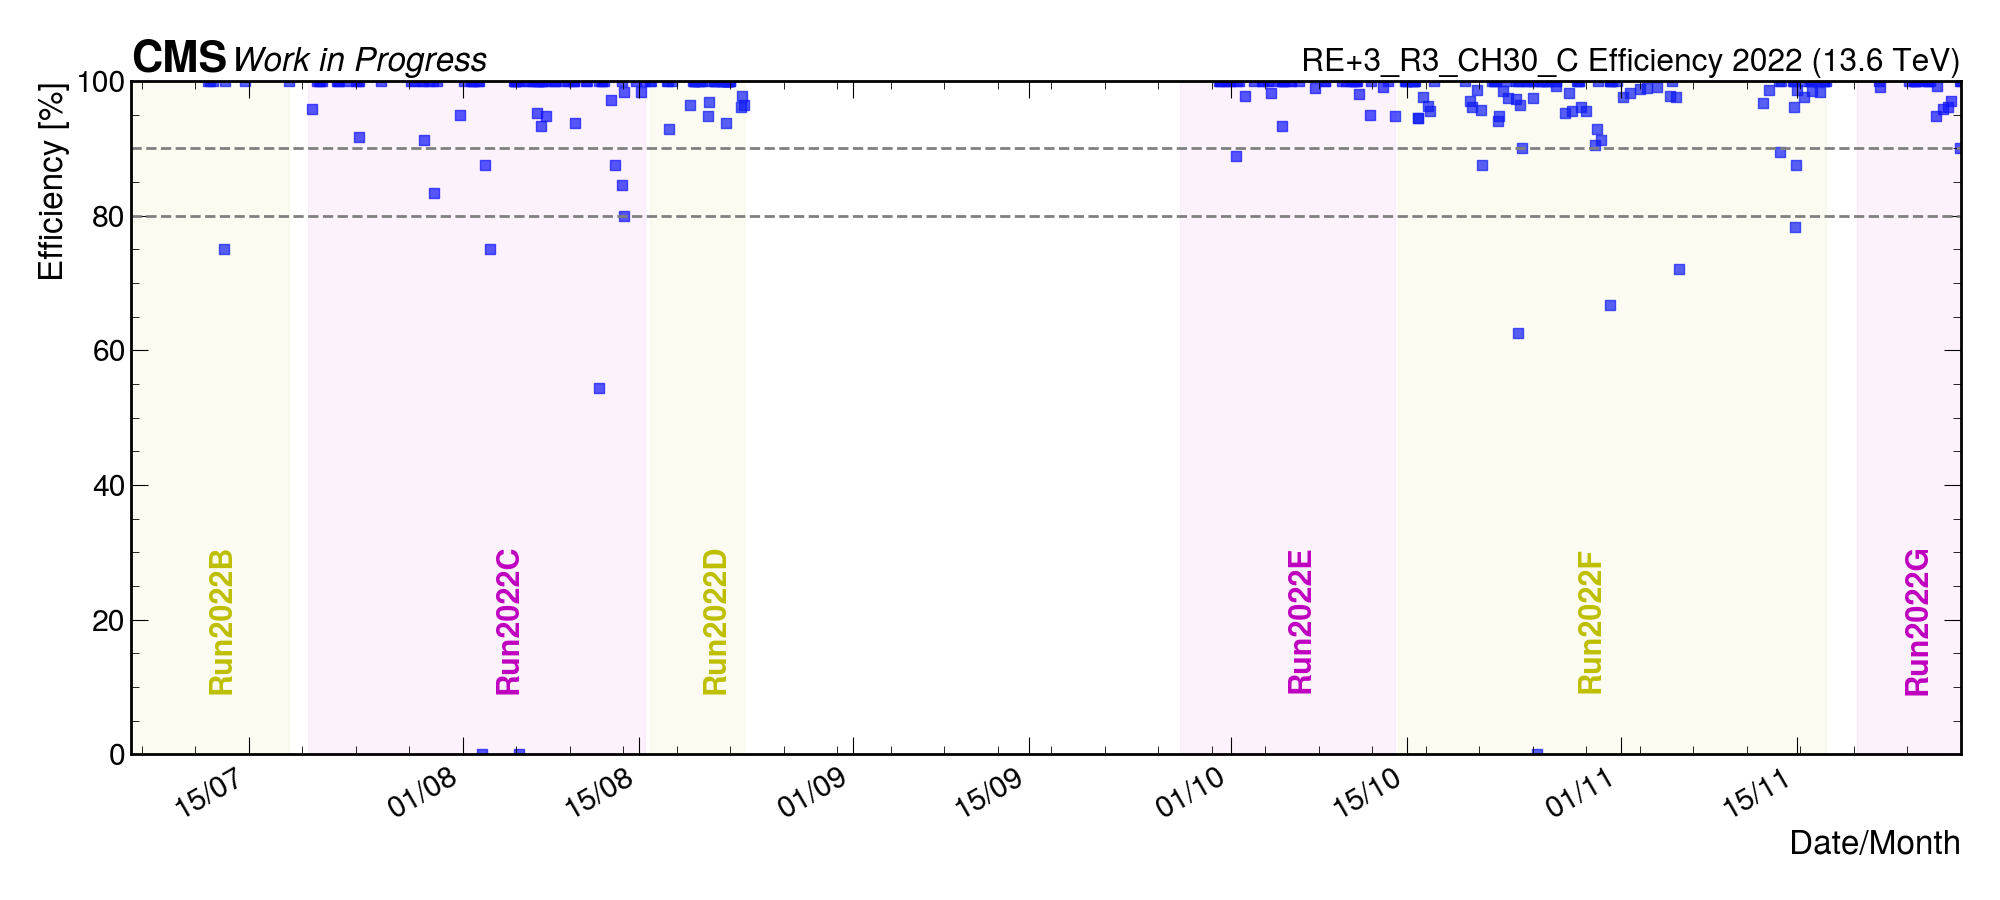 CMS Work in Progress
RE+3_R3_CH30_C Efficiency 2022 (13.6 TeV)
Efficiency [%]
100
80
60
40
20
0
Run2022B
Run2022C
Run2022D
Run2022E
Run2022F
Run2022G
15/07
01/08
15/08
01/09
15/09
01/10
15/10
01/11
15/11
Date/Month